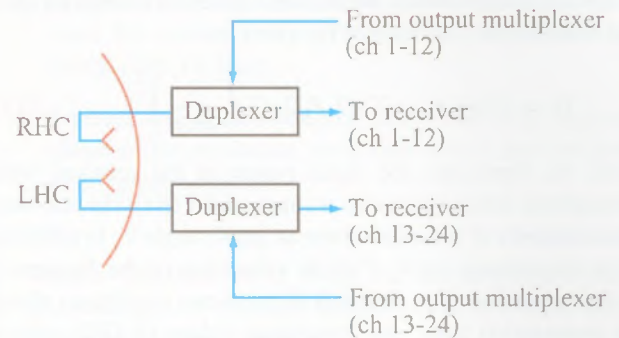 From output multiplexer
(ch 1-12)
Duplexer
To receiver
(ch 1-12)
RHC
LHC
Duplexer
To receiver
(ch 13-24)
From output multiplexer
(ch 13-24)